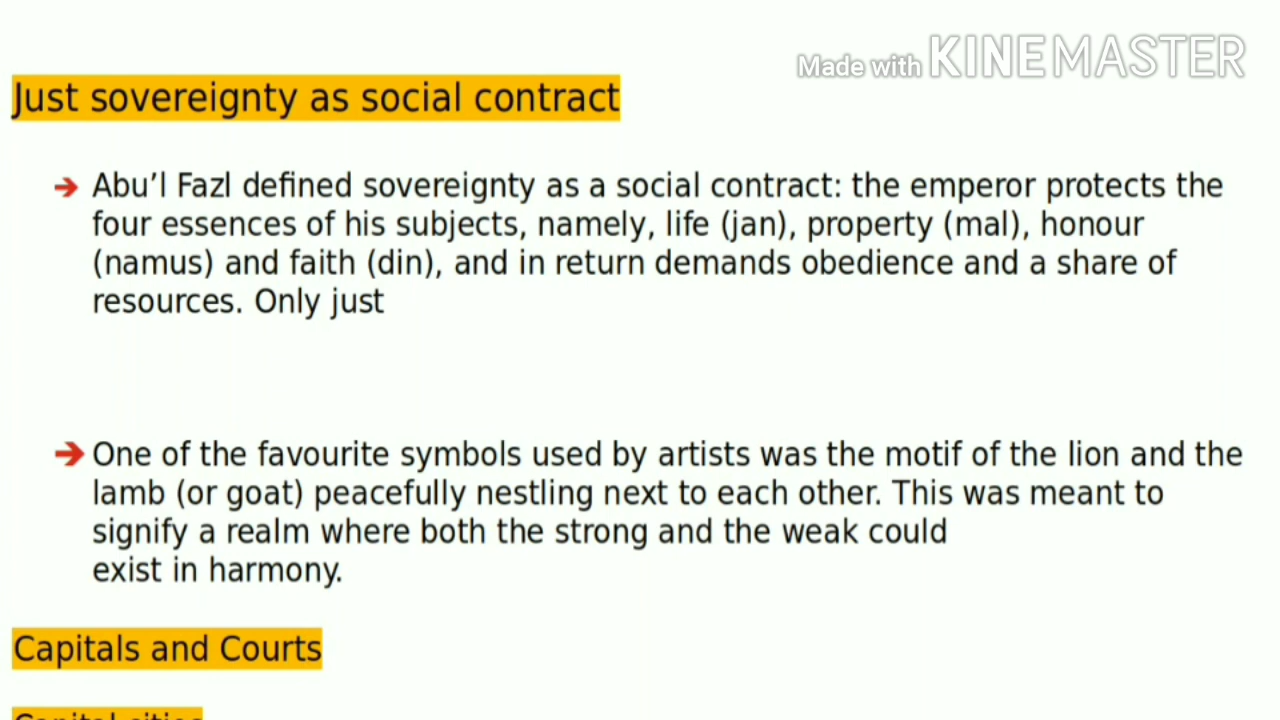 Made with KINEMASTER
Just sovereignty as social contract
➔ Abu’l Fazl defined sovereignty as a social contract: the emperor protects the
four essences of his subjects, namely, life (jan), property (mal), honour
(namus) and faith (din), and in return demands obedience and a share of
resources. Only just
➔ One of the favourite symbols used by artists was the motif of the lion and the
lamb (or goat) peacefully nestling next to each other. This was meant to
signify a realm where both the strong and the weak could
exist in harmony.
Capitals and Courts
Capital cities